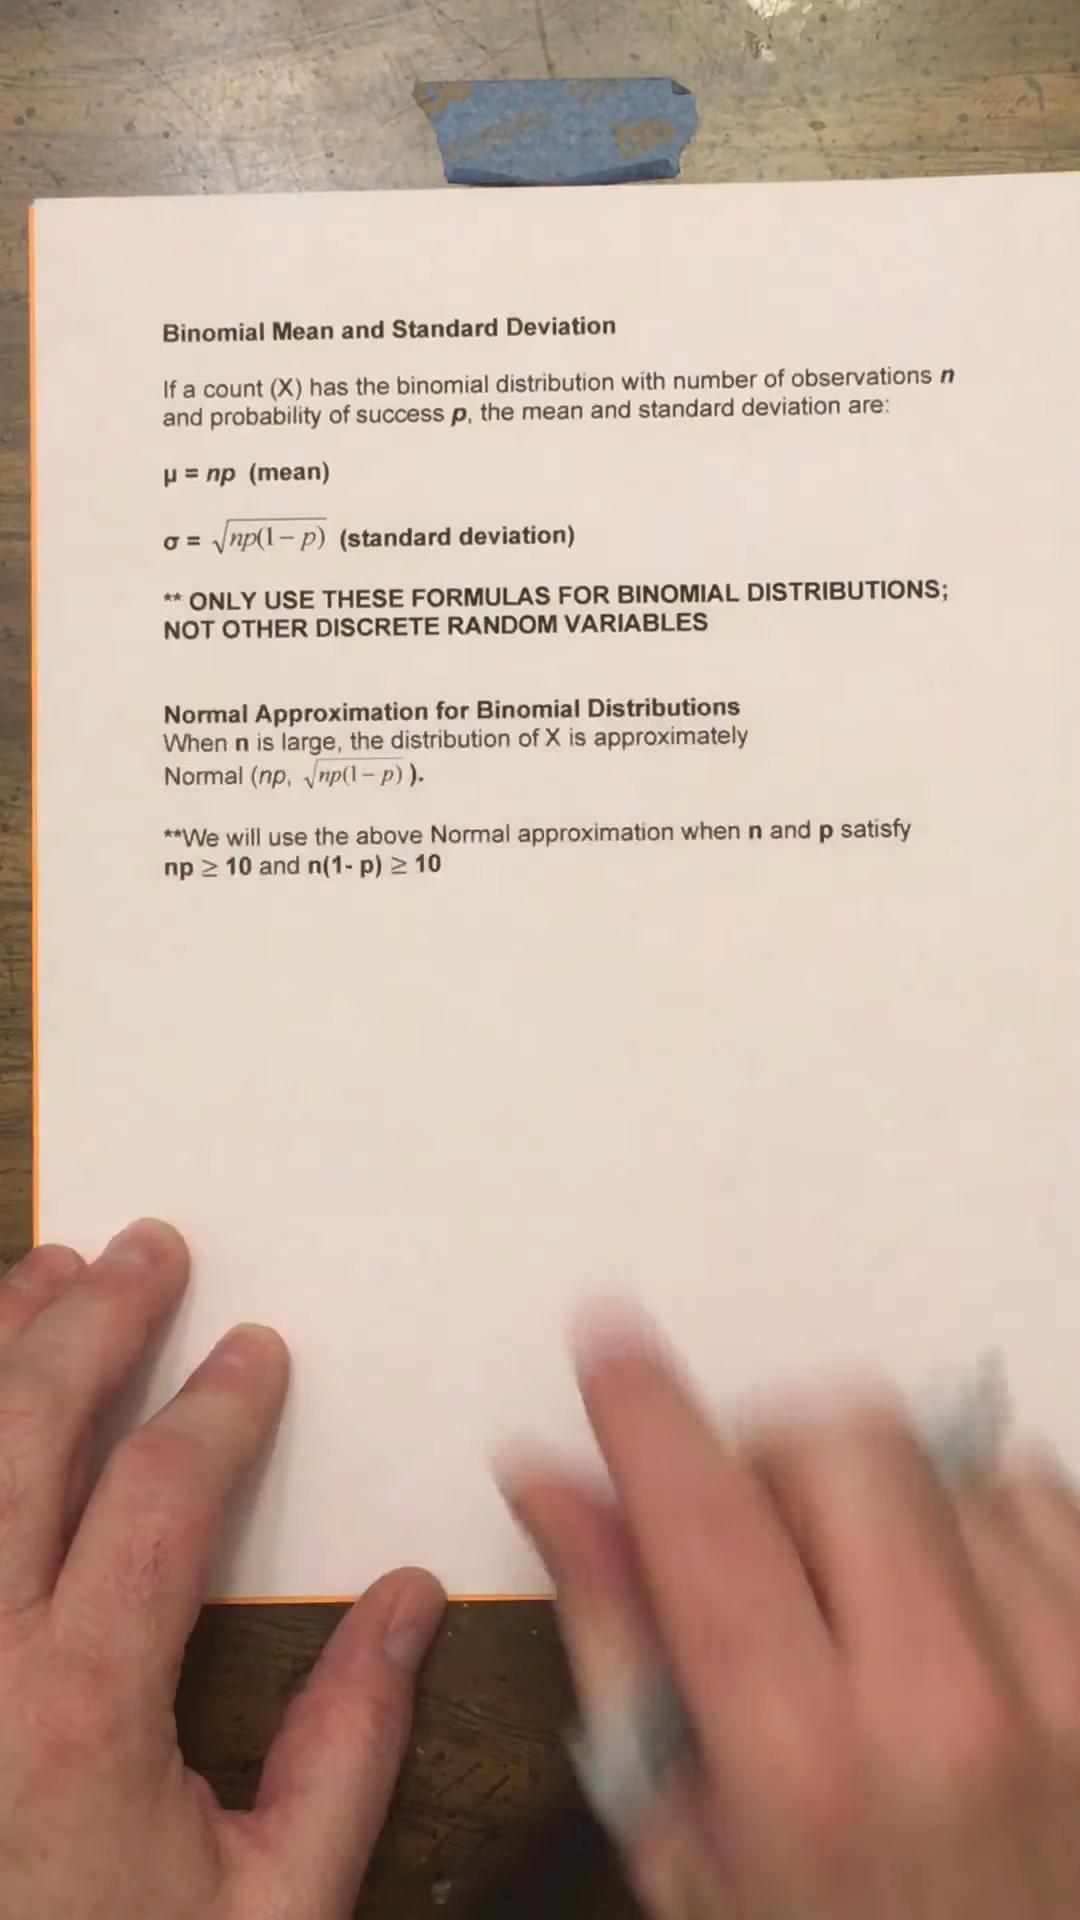 Binomial Mean and Standard Deviation
If a count (X) has the binomial distribution with number of observations n
and probability of success p, the mean and standard deviation are:
μ = np (mean)
σ = √np(1 – p) (standard deviation)
** ONLY USE THESE FORMULAS FOR BINOMIAL DISTRIBUTIONS;
NOT OTHER DISCRETE RANDOM VARIABLES
Normal Approximation for Binomial Distributions
When n is large, the distribution of X is approximately
Normal (np, √np(1 – p) ).
**We will use the above Normal approximation when n and p satisfy
np ≥ 10 and n(1- p) ≥ 10